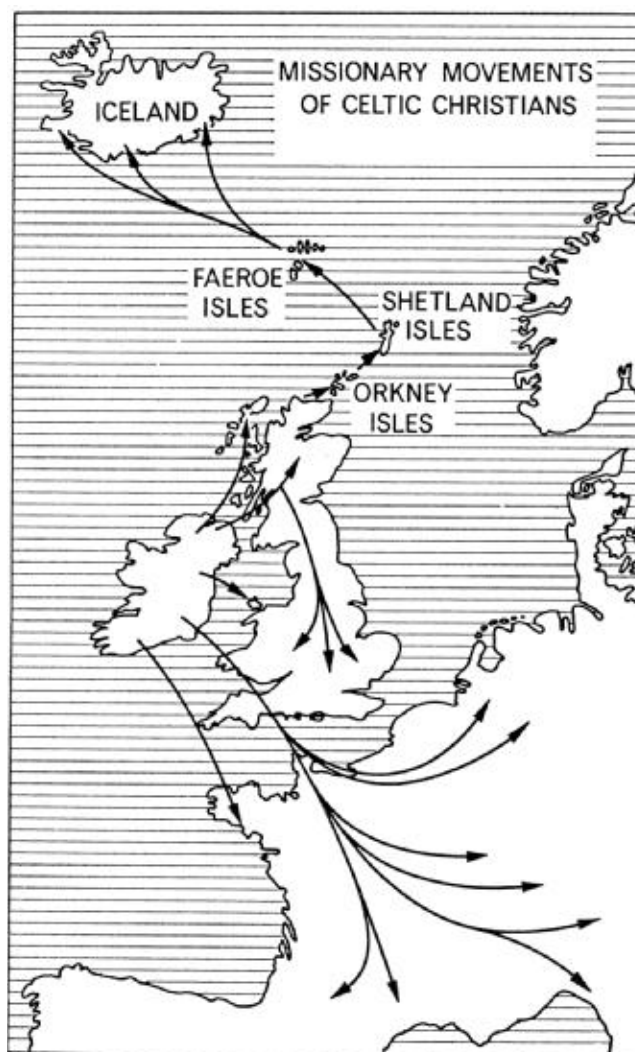 MISSIONARY MOVEMENTS
OF CELTIC CHRISTIANS
ICELAND
FAEROE
ISLES
SHETLAND
ISLES
ORKNEY
ISLES